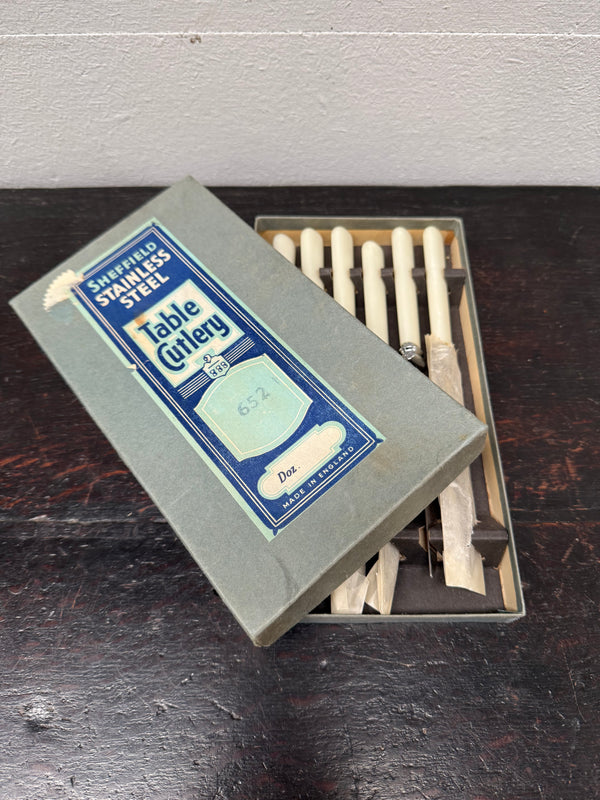 SHEFFIELD
STAINLESS
STEEL
Table
Cutlery
652
Doz.
MADE IN ENGLAND